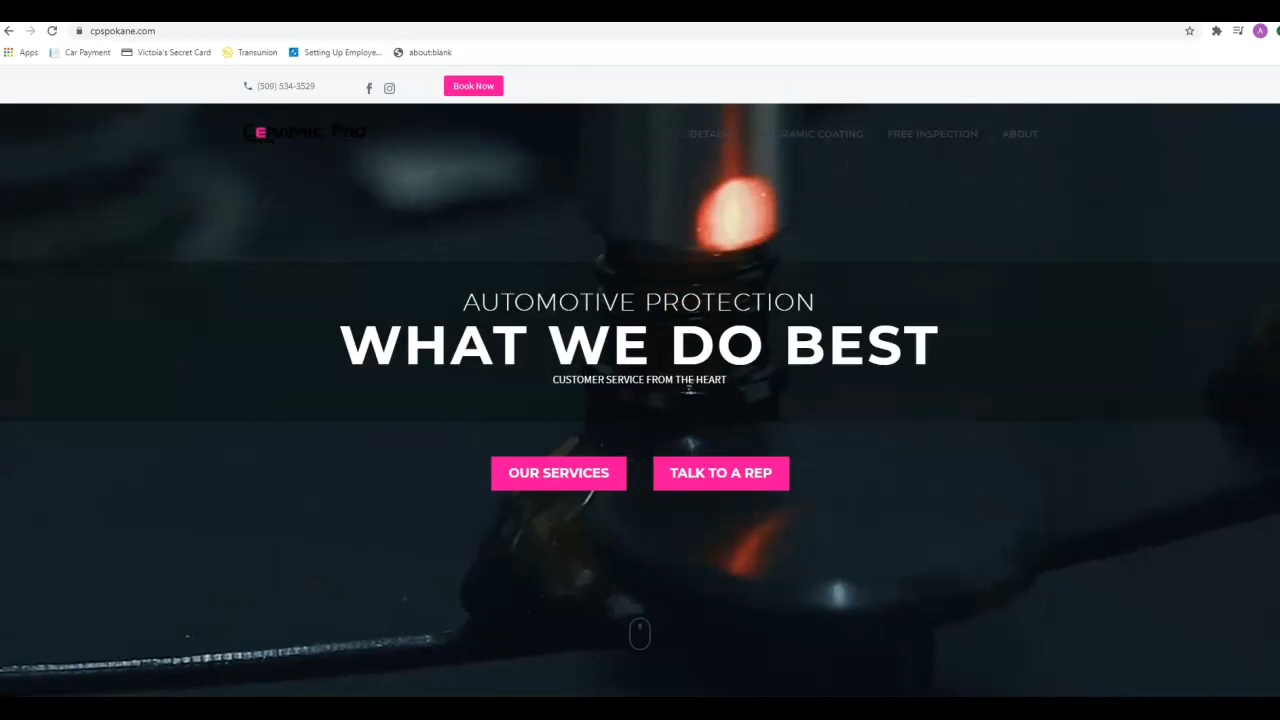 cpspokane.com
A
Apps
Car Payment
Victoia's Secret Card
Transunion
Setting Up Employe...
about:blank
(509) 534-3529
Book Now
CERAMIC PRO
CERAMIC COATING
FREE INSPECTION
ABOUT
AUTOMOTIVE PROTECTION
WHAT WE DO BEST
CUSTOMER SERVICE FROM THE HEART
OUR SERVICES
TALK TO A REP